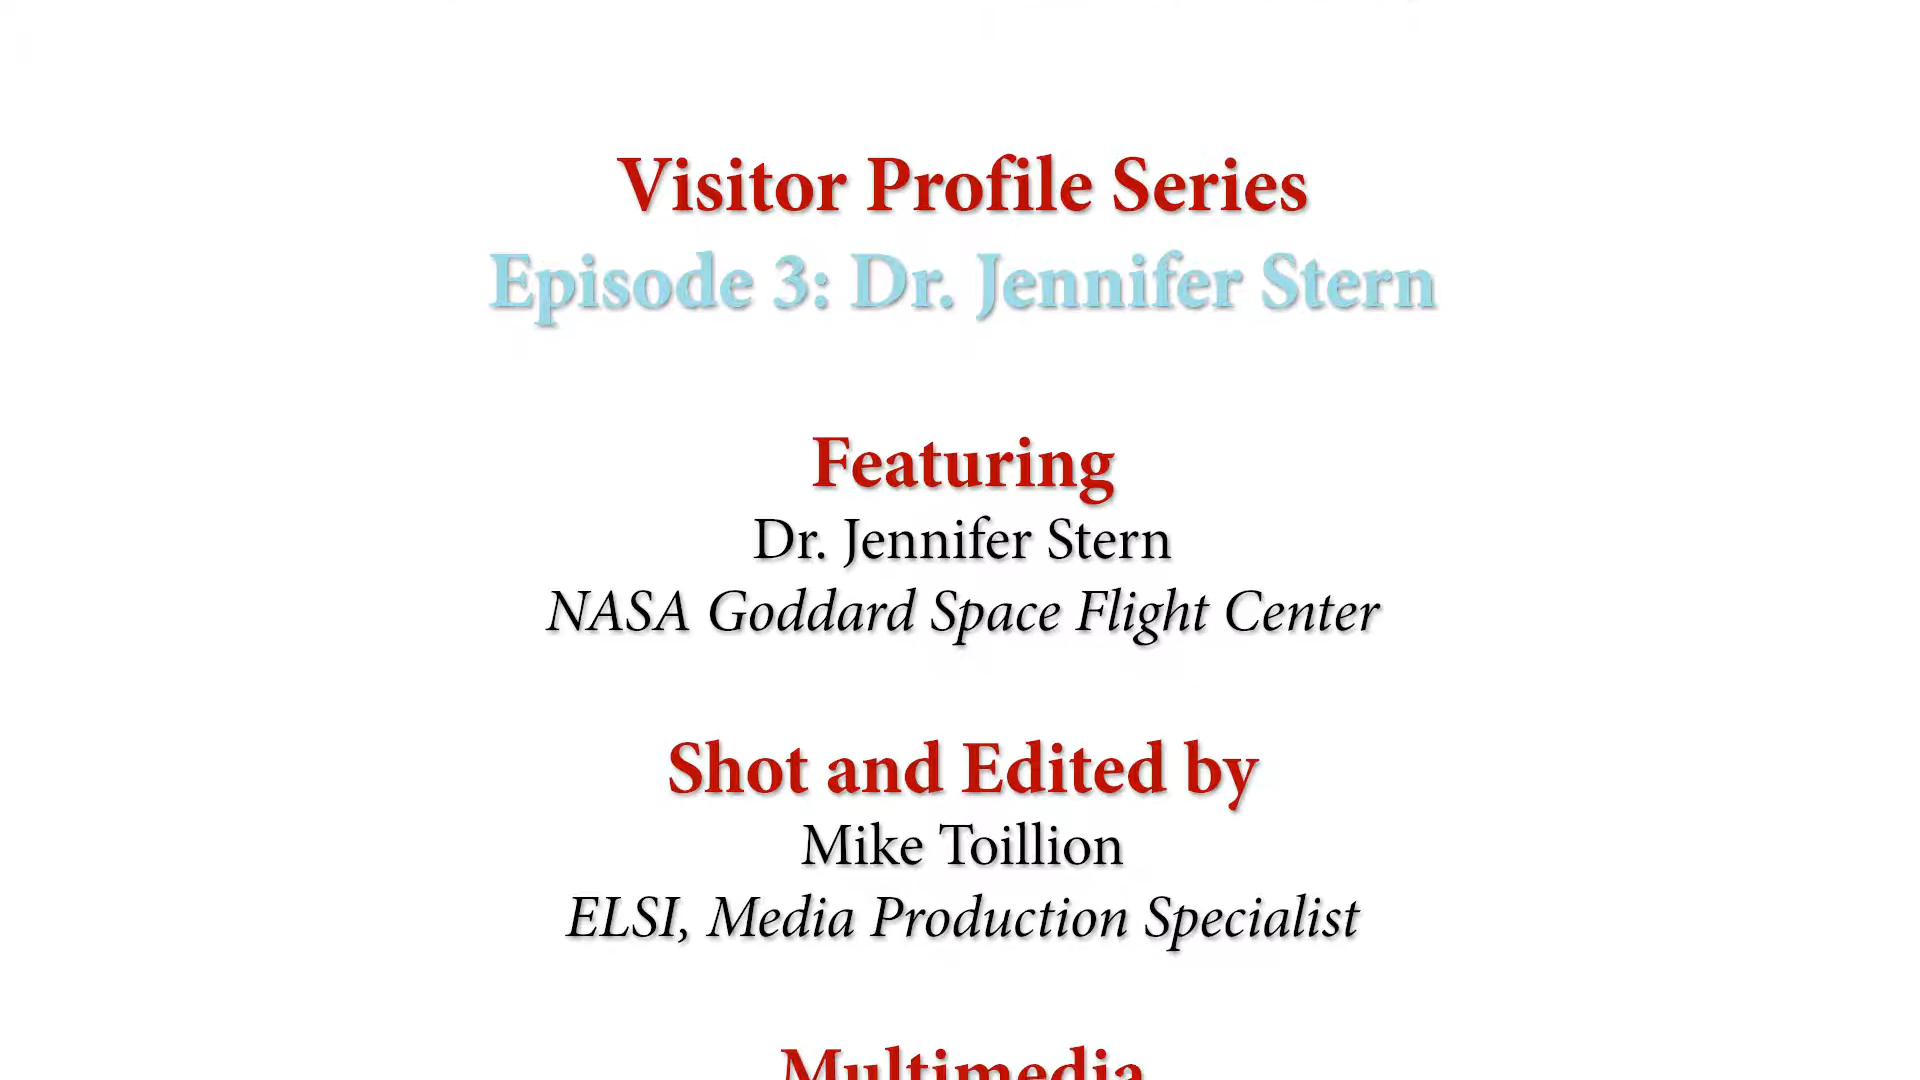 Visitor Profile Series
Episode 3: Dr. Jennifer Stern
Featuring
Dr. Jennifer Stern
NASA Goddard Space Flight Center
Shot and Edited by
Mike Toillion
ELSI, Media Production Specialist
Multimedia